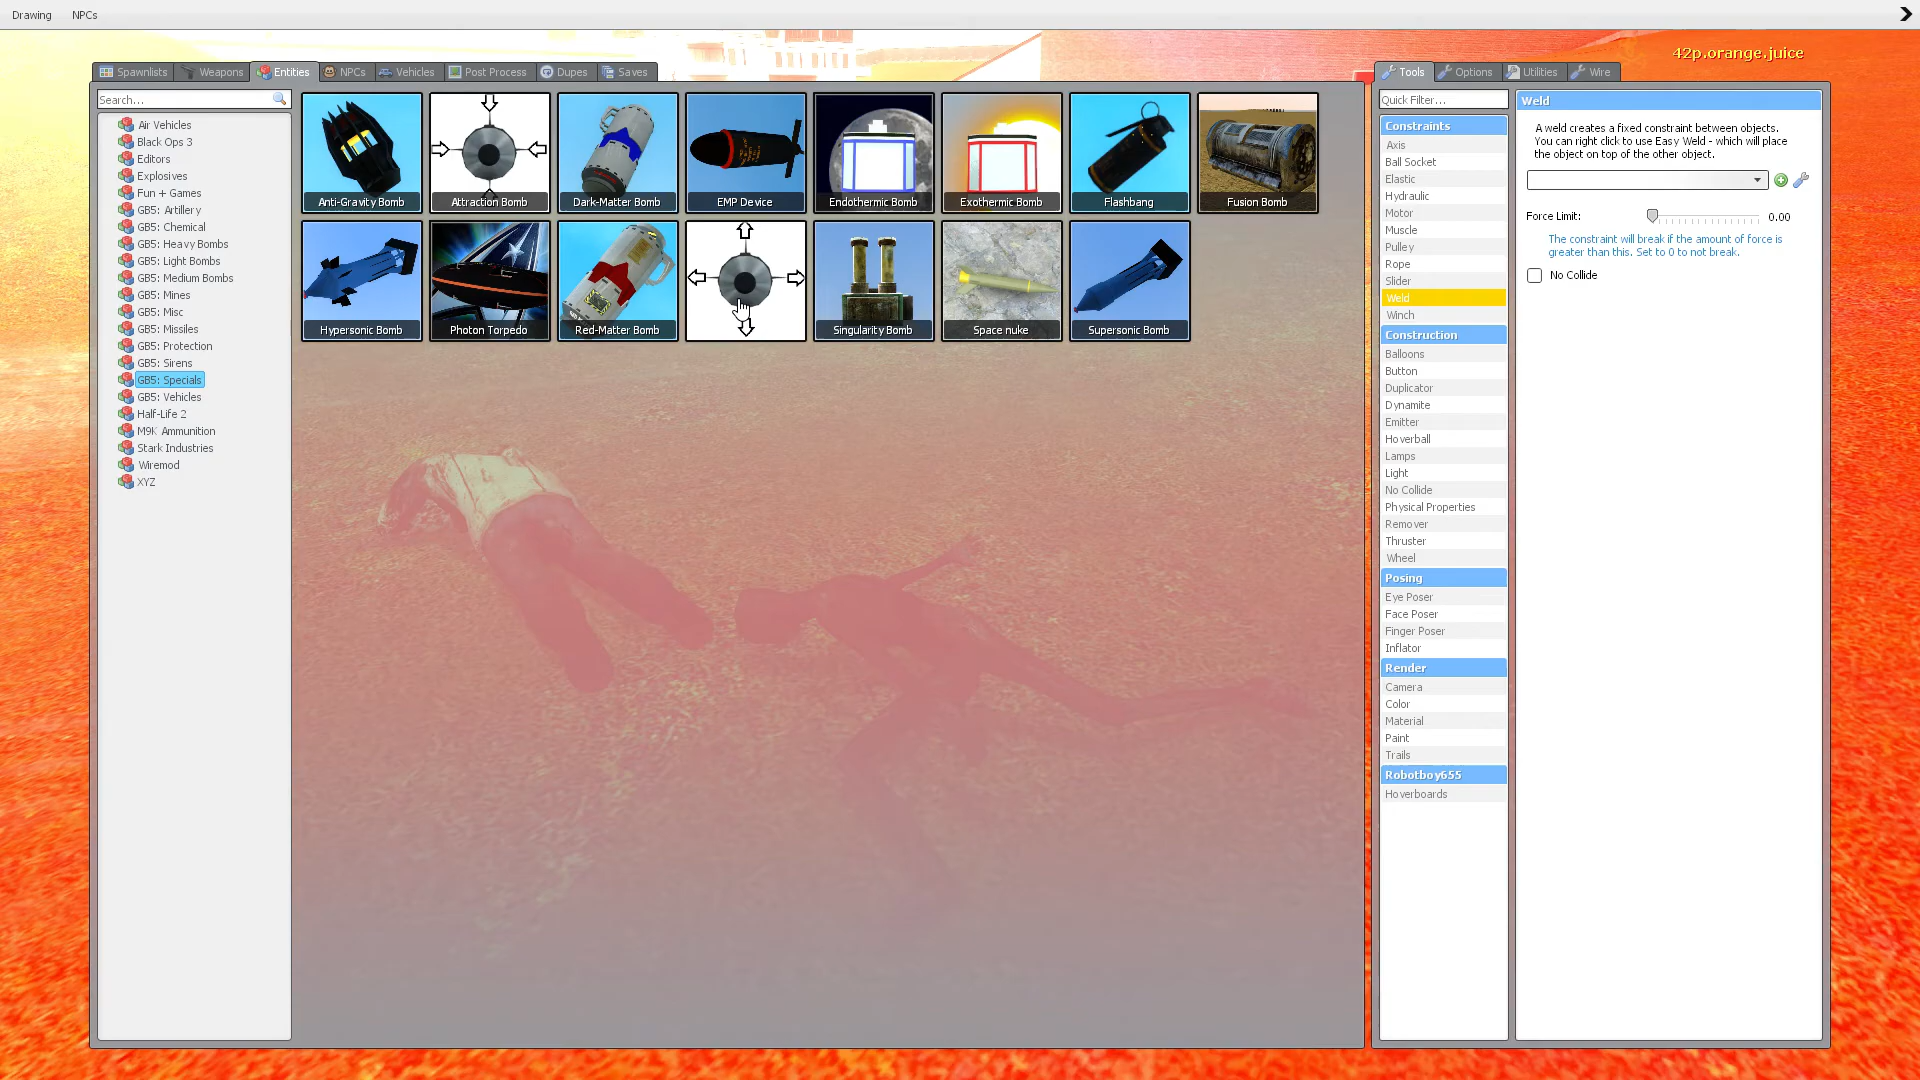 Drawing NPCs
42p.orange.juice
Spawnlists Weapons Entities NPCs Vehicles Post Process Dupes Saves
Search...
Air Vehicles
Black Ops 3
Editors
Explosives
Fun + Games
GB5: Artillery
GB5: Chemical
GB5: Heavy Bombs
GB5: Light Bombs
GB5: Medium Bombs
GB5: Mines
GB5: Misc
GB5: Missiles
GB5: Protection
GB5: Sirens
GB5: Specials
GB5: Vehicles
Half-Life 2
M9K Ammunition
Stark Industries
Wiremod
XYZ
Anti-Gravity Bomb Attraction Bomb Dark-Matter Bomb EMP Device Endothermic Bomb Exothermic Bomb Flashbang Fusion Bomb
Hypersonic Bomb Photon Torpedo Red-Matter Bomb Singularity Bomb Space nuke Supersonic Bomb
Tools Options Utilities Wire
Quick Filter...
Constraints
Axis
Ball Socket
Elastic
Hydraulic
Motor
Muscle
Pulley
Rope
Slider
Weld
Winch
Construction
Balloons
Button
Duplicator
Dynamite
Emitter
Hoverball
Lamps
Light
No Collide
Physical Properties
Remover
Thruster
Wheel
Posing
Eye Poser
Face Poser
Finger Poser
Inflator
Render
Camera
Color
Material
Paint
Trails
Robotboy655
Hoverboards
Weld
A weld creates a fixed constraint between objects.
You can right click to use Easy Weld - which will place
the object on top of the other object.
Force Limit: 0.00
The constraint will break if the amount of force is
greater than this. Set to 0 to not break.
No Collide